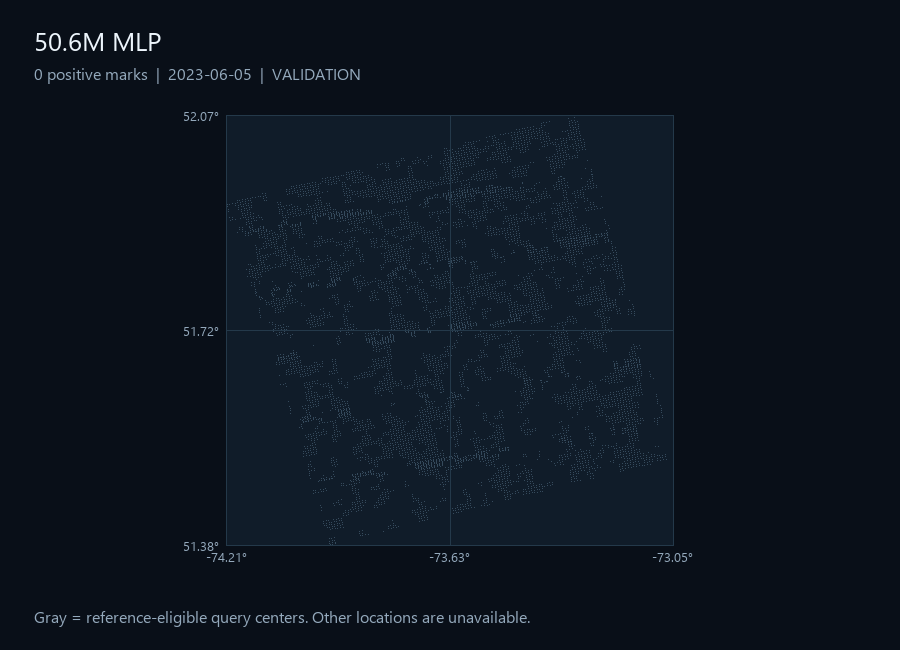 50.6M MLP
0 positive marks | 2023-06-05 | VALIDATION
52.07°
51.72°
51.38°
-74.21° -73.63° -73.05°
Gray = reference-eligible query centers. Other locations are unavailable.